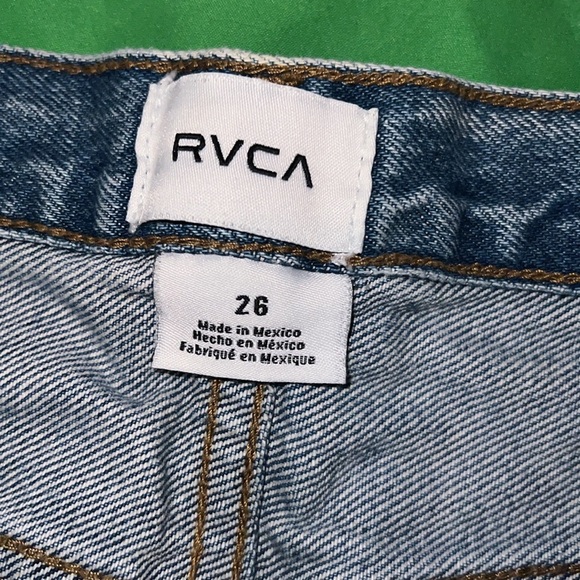 RVCA
26
Made in Mexico
Hecho en México
Fabriqué en Mexique